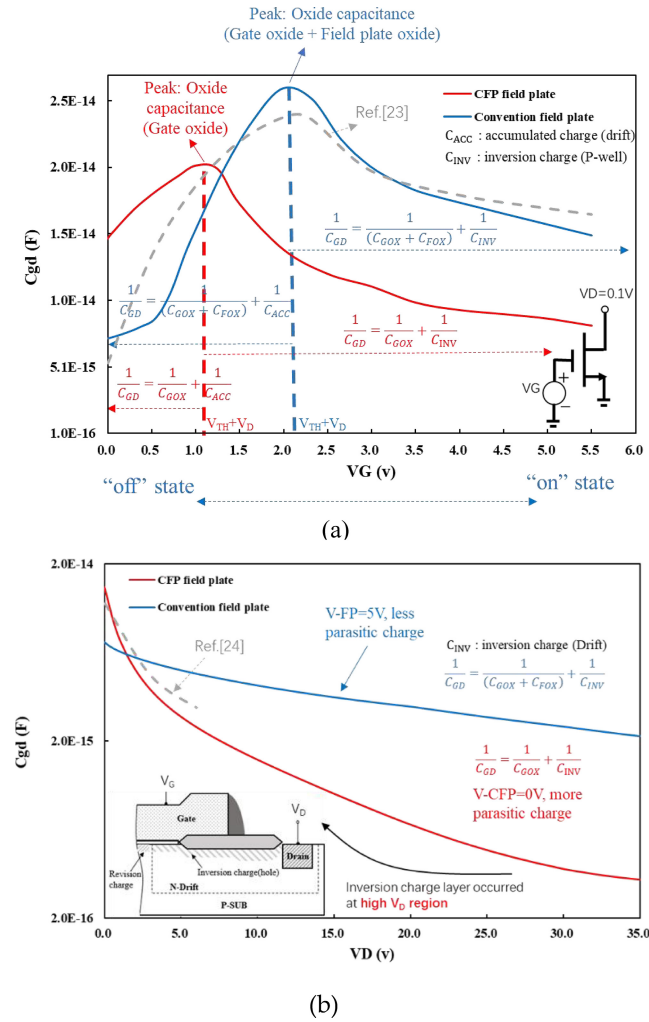 (a)
Peak: Oxide capacitance
(Gate oxide + Field plate oxide)
Peak: Oxide
capacitance
(Gate oxide)
CFP field plate
Convention field plate
C_ACC : accumulated charge (drift)
C_INV : inversion charge (P-well)
Ref.[23]
2.5E-14
2.0E-14
1.5E-14
1.0E-14
5.1E-15
1.0E-16
Cgd (F)
1/C_GD = 1/(C_GOX + C_FOX) + 1/C_INV
1/C_GD = 1/(C_GOX + C_FOX) + 1/C_ACC
1/C_GD = 1/C_GOX + 1/C_INV
1/C_GD = 1/C_GOX + 1/C_ACC
VD=0.1V
VG
+
−
V_TH+V_D
V_TH+V_D
0.0 0.5 1.0 1.5 2.0 2.5 3.0 3.5 4.0 4.5 5.0 5.5 6.0
VG (v)
“off” state
“on” state
(a)
2.0E-14
2.0E-15
2.0E-16
Cgd (F)
CFP field plate
Convention field plate
Ref.[24]
V-FP=5V, less
parasitic charge
C_INV : inversion charge (Drift)
1/C_GD = 1/(C_GOX + C_FOX) + 1/C_INV
1/C_GD = 1/C_GOX + 1/C_INV
V-CFP=0V, more
parasitic charge
V_G
Gate
V_D
Drain
Revision
charge
Inversion charge(hole)
N-Drift
P-SUB
Inversion charge layer occurred
at high V_D region
0.0 5.0 10.0 15.0 20.0 25.0 30.0 35.0
VD (v)
(b)